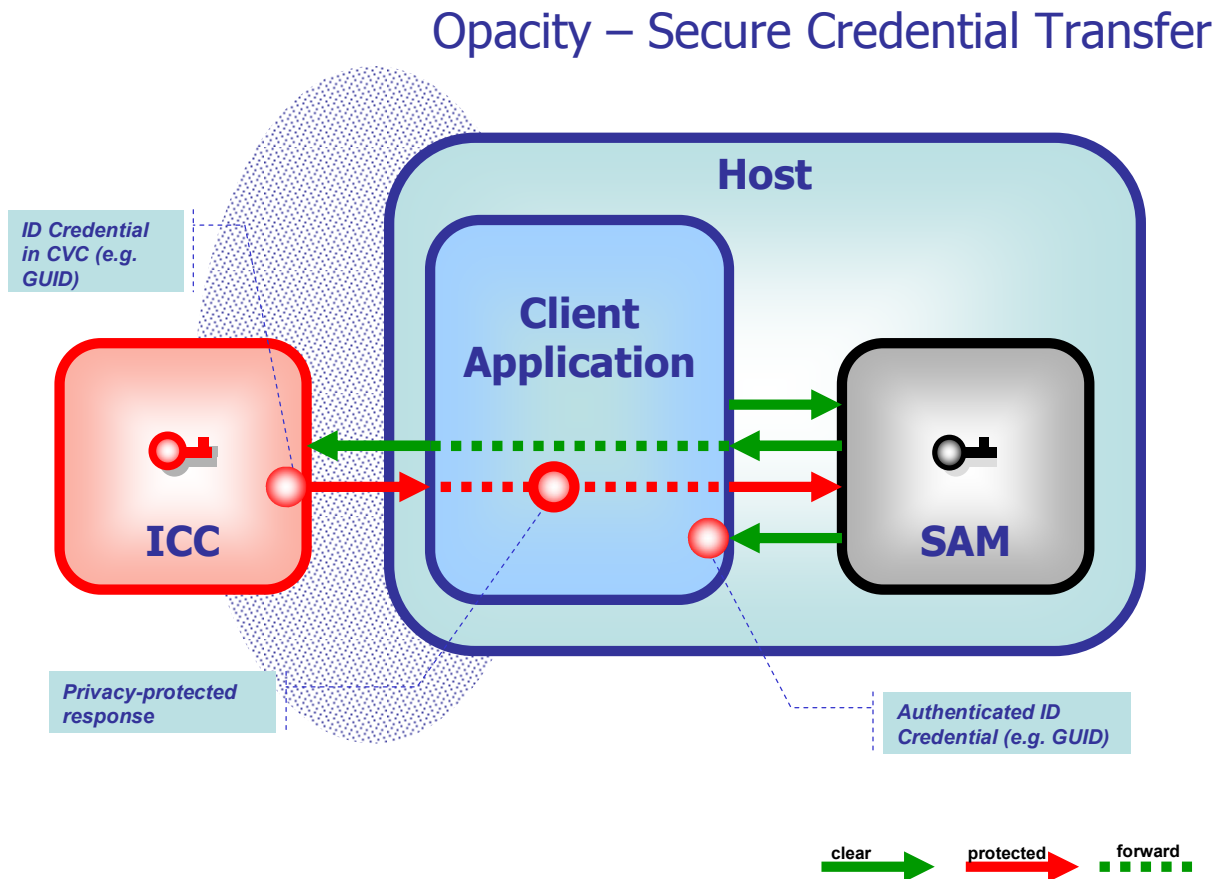 Opacity – Secure Credential Transfer
Host
ID Credential
in CVC (e.g.
GUID)
Client
Application
ICC
SAM
Privacy-protected
response
Authenticated ID
Credential (e.g. GUID)
clear
protected
forward